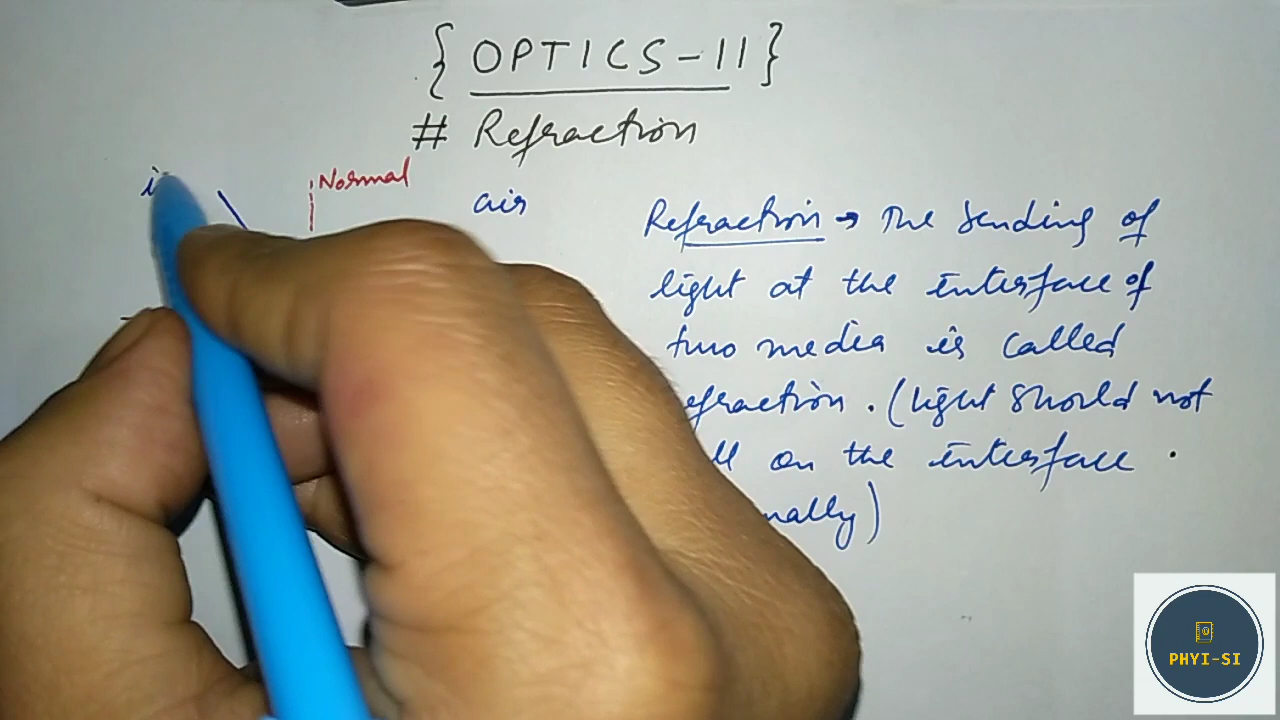 { OPTICS-II }
# Refraction
i
Normal
air
Refraction → The bending of
light at the interface of
two media is called
efraction. (light should not
ll on the interface.
mally)
PHYI-SI